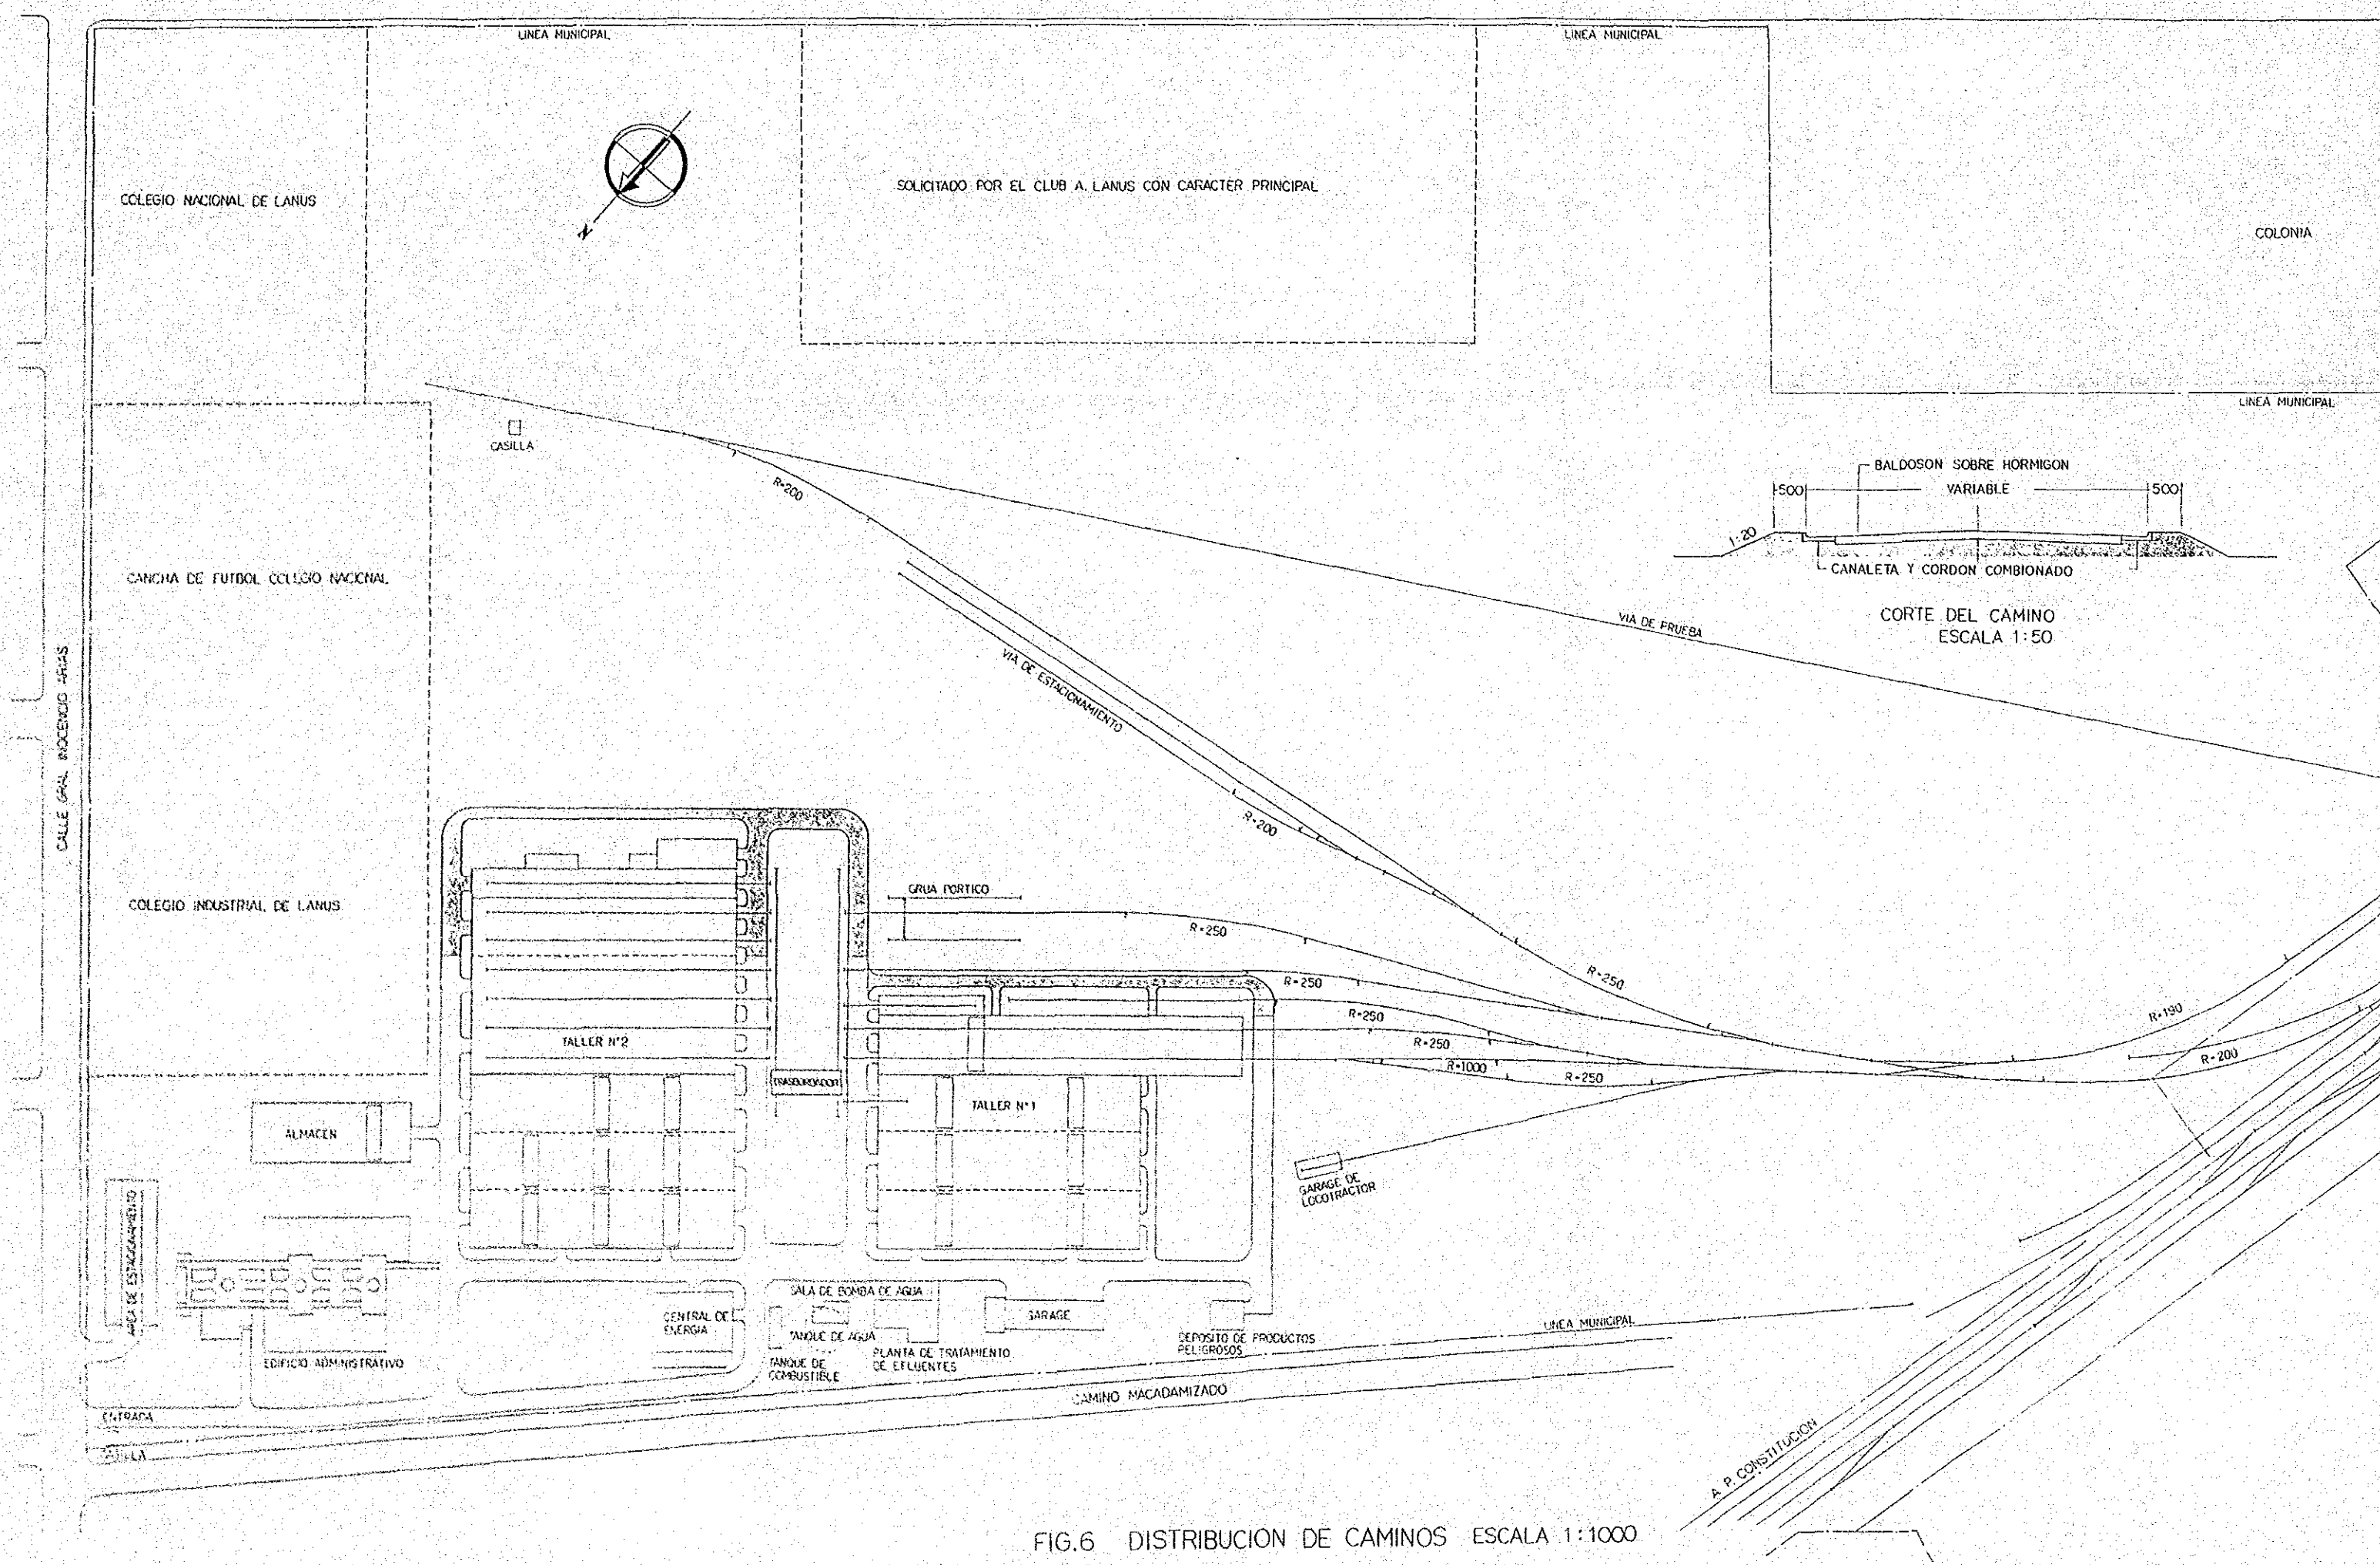 LINEA MUNICIPAL
LINEA MUNICIPAL
COLEGIO NACIONAL DE LANUS
N
SOLICITADO POR EL CLUB A. LANUS CON CARACTER PRINCIPAL
COLONIA
LINEA MUNICIPAL
CASILLA
R=200
BALDOSON SOBRE HORMIGON
500
VARIABLE
500
1:20
CANALETA Y CORDON COMBIONADO
CORTE DEL CAMINO
ESCALA 1:50
CANCHA DE FUTBOL COLEGIO NACIONAL
VIA DE PRUEBA
VIA DE ESTACIONAMIENTO
CALLE GRAL INOCENCIO ARIAS
R=200
COLEGIO INDUSTRIAL DE LANUS
GRUA PORTICO
R=250
R=250
R=250
R=250
R=190
TALLER N°2
R=250
R=1000
R=250
R=200
TRASBORDADOR
TALLER N°1
ALMACEN
GARAGE DE
LOCOTRACTOR
AREA DE ESTACIONAMIENTO
SALA DE BOMBA DE AGUA
CENTRAL DE
ENERGIA
GARAGE
TANQUE DE AGUA
LINEA MUNICIPAL
DEPOSITO DE PRODUCTOS
PELIGROSOS
PLANTA DE TRATAMIENTO
DE EFLUENTES
EDIFICIO ADMINISTRATIVO
TANQUE DE
COMBUSTIBLE
CAMINO MACADAMIZADO
ENTRADA
A P. CONSTITUCION
FIG.6 DISTRIBUCION DE CAMINOS ESCALA 1:1000